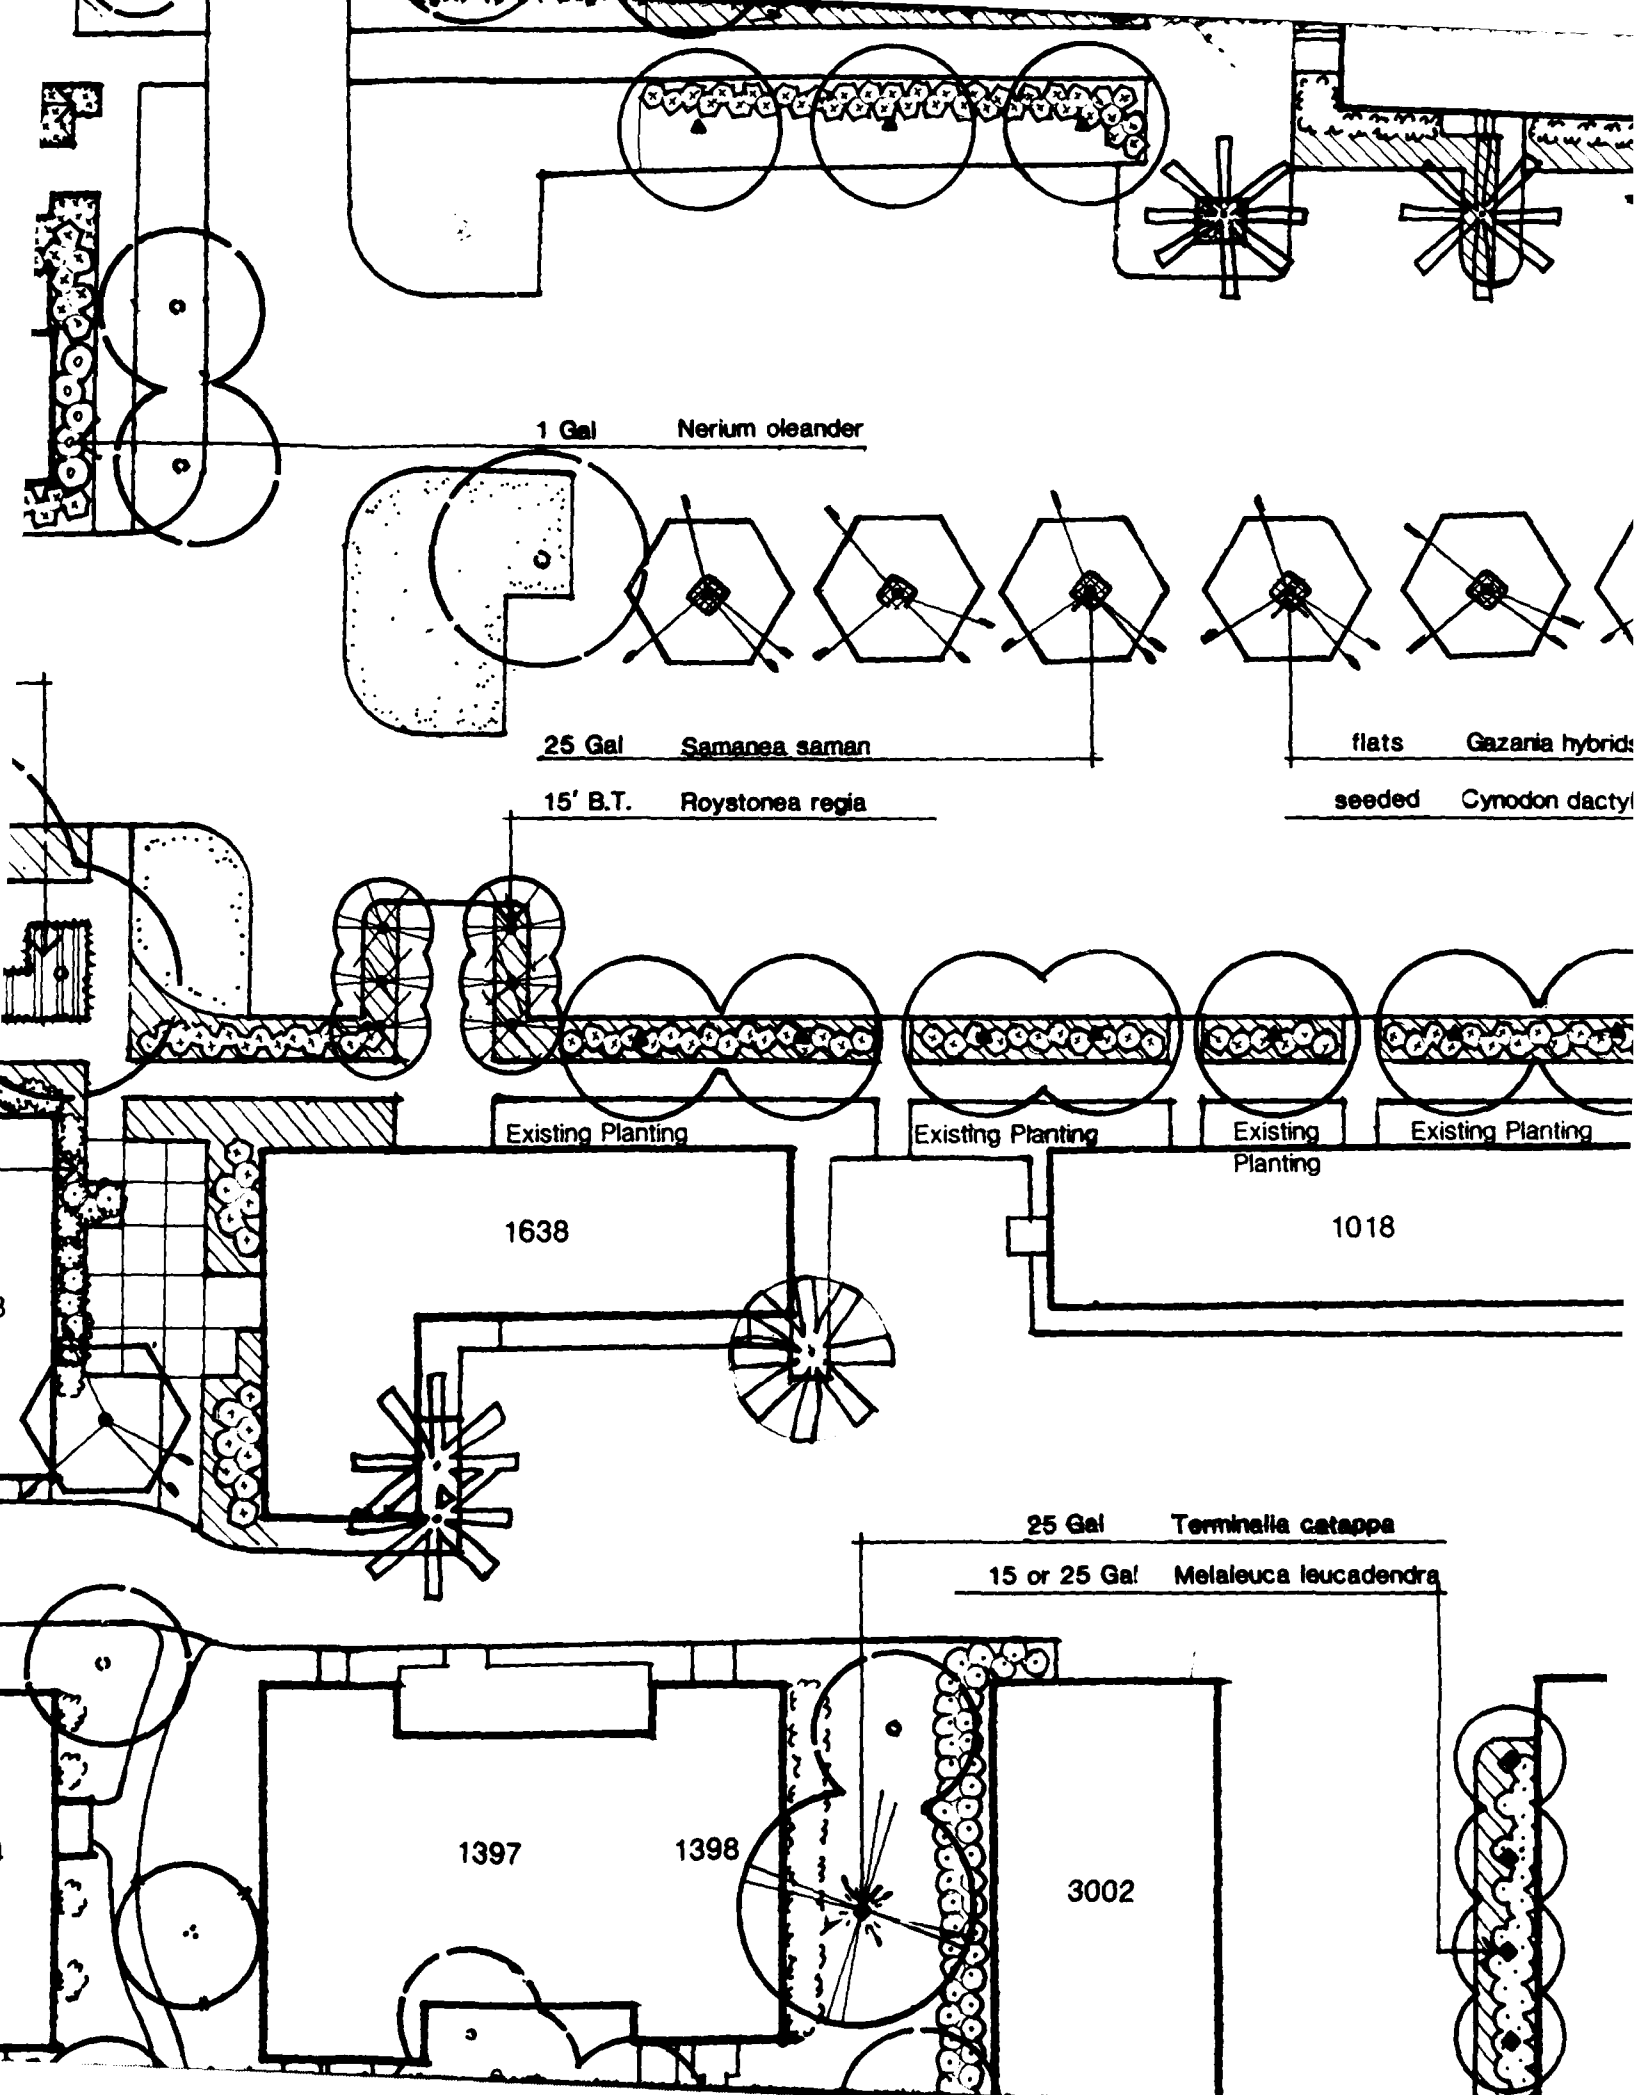 1 Gal Nerium oleander
25 Gal Samanea saman
flats Gazania hybrids
15' B.T. Roystonea regia
seeded Cynodon dactyl
Existing Planting
Existing Planting
Existing
Planting
Existing Planting
1638
1018
25 Gal Terminalia catappa
15 or 25 Gal Melaleuca leucadendra
1397
1398
3002